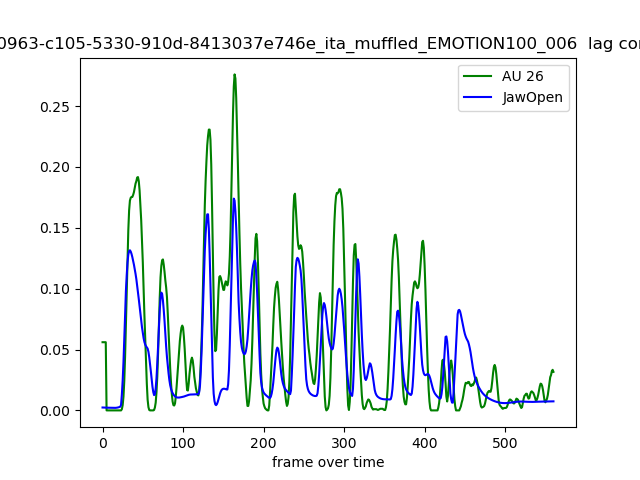 0963-c105-5330-910d-8413037e746e_ita_muffled_EMOTION100_006 lag
AU 26
JawOpen
0.25
0.20
0.15
0.10
0.05
0.00
0 100 200 300 400 500
frame over time